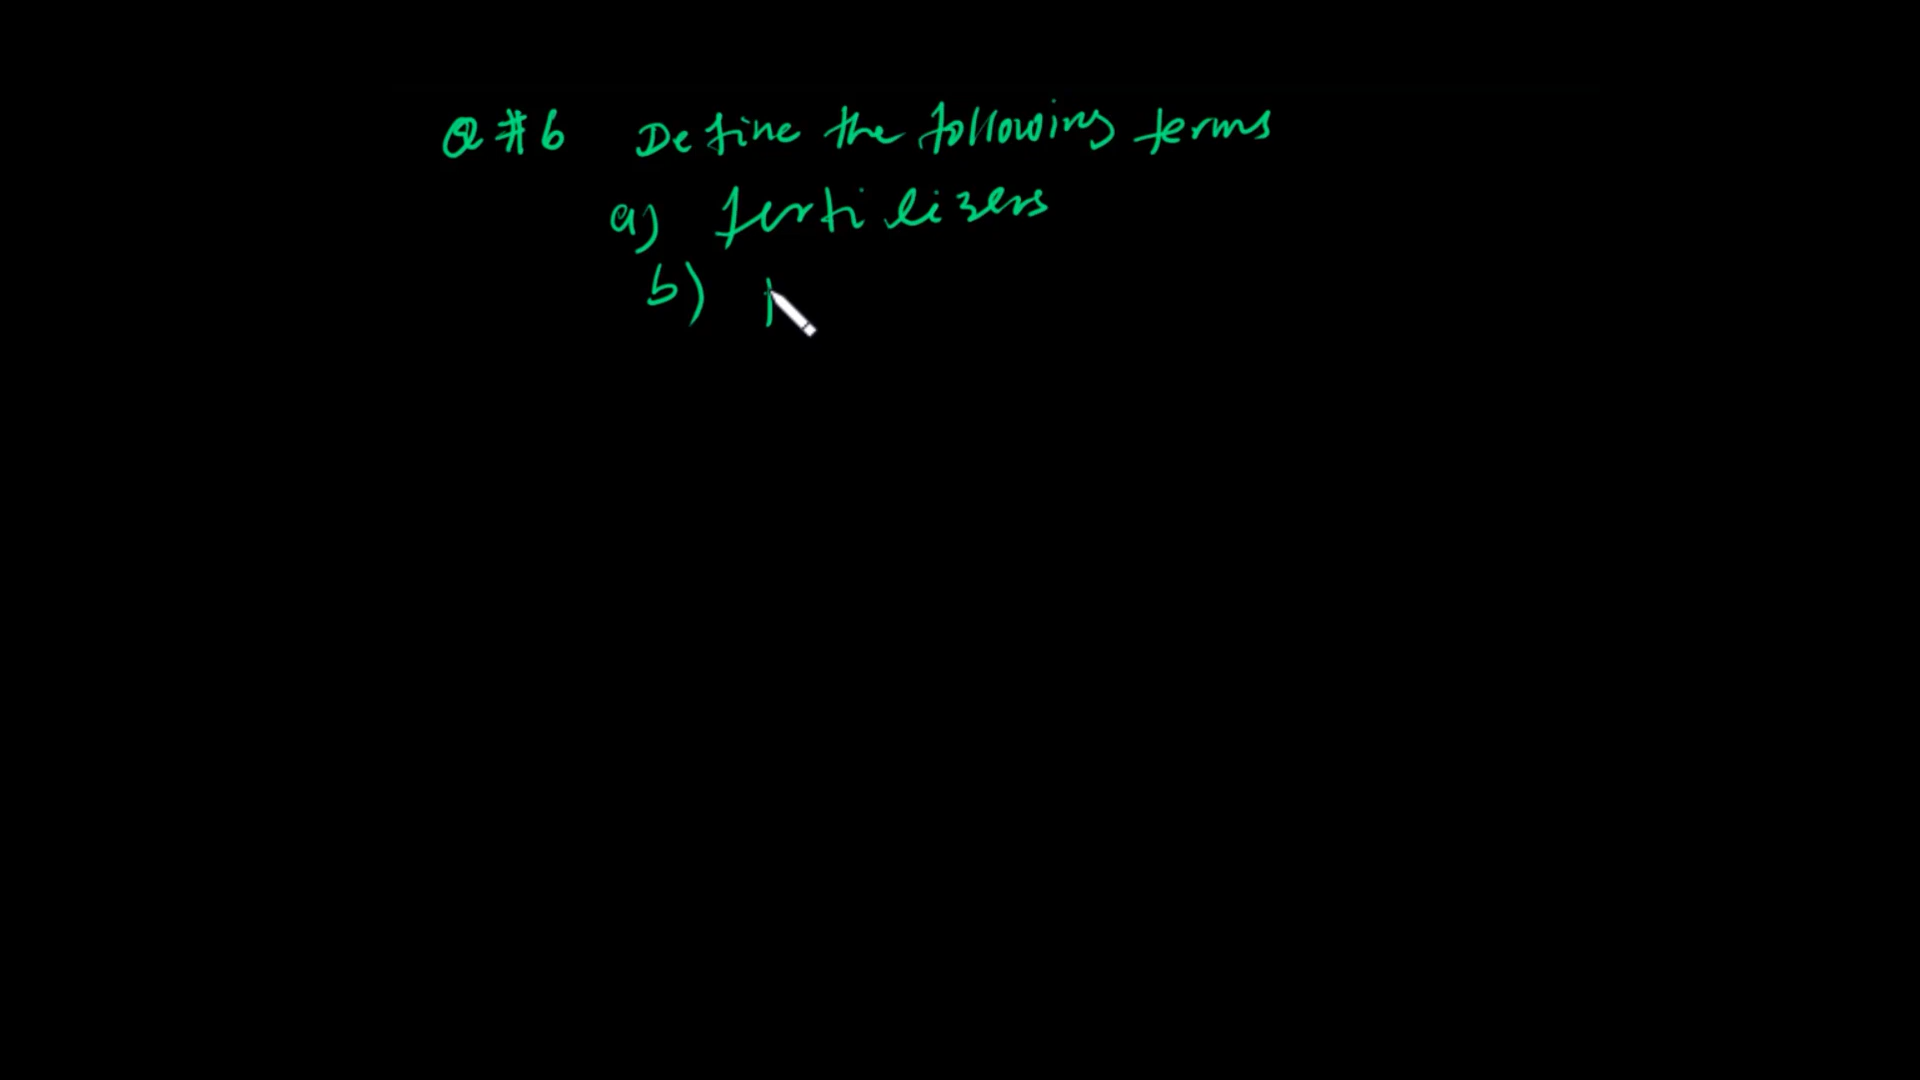 Q#6 Define the following terms
a) fertilizers
b)